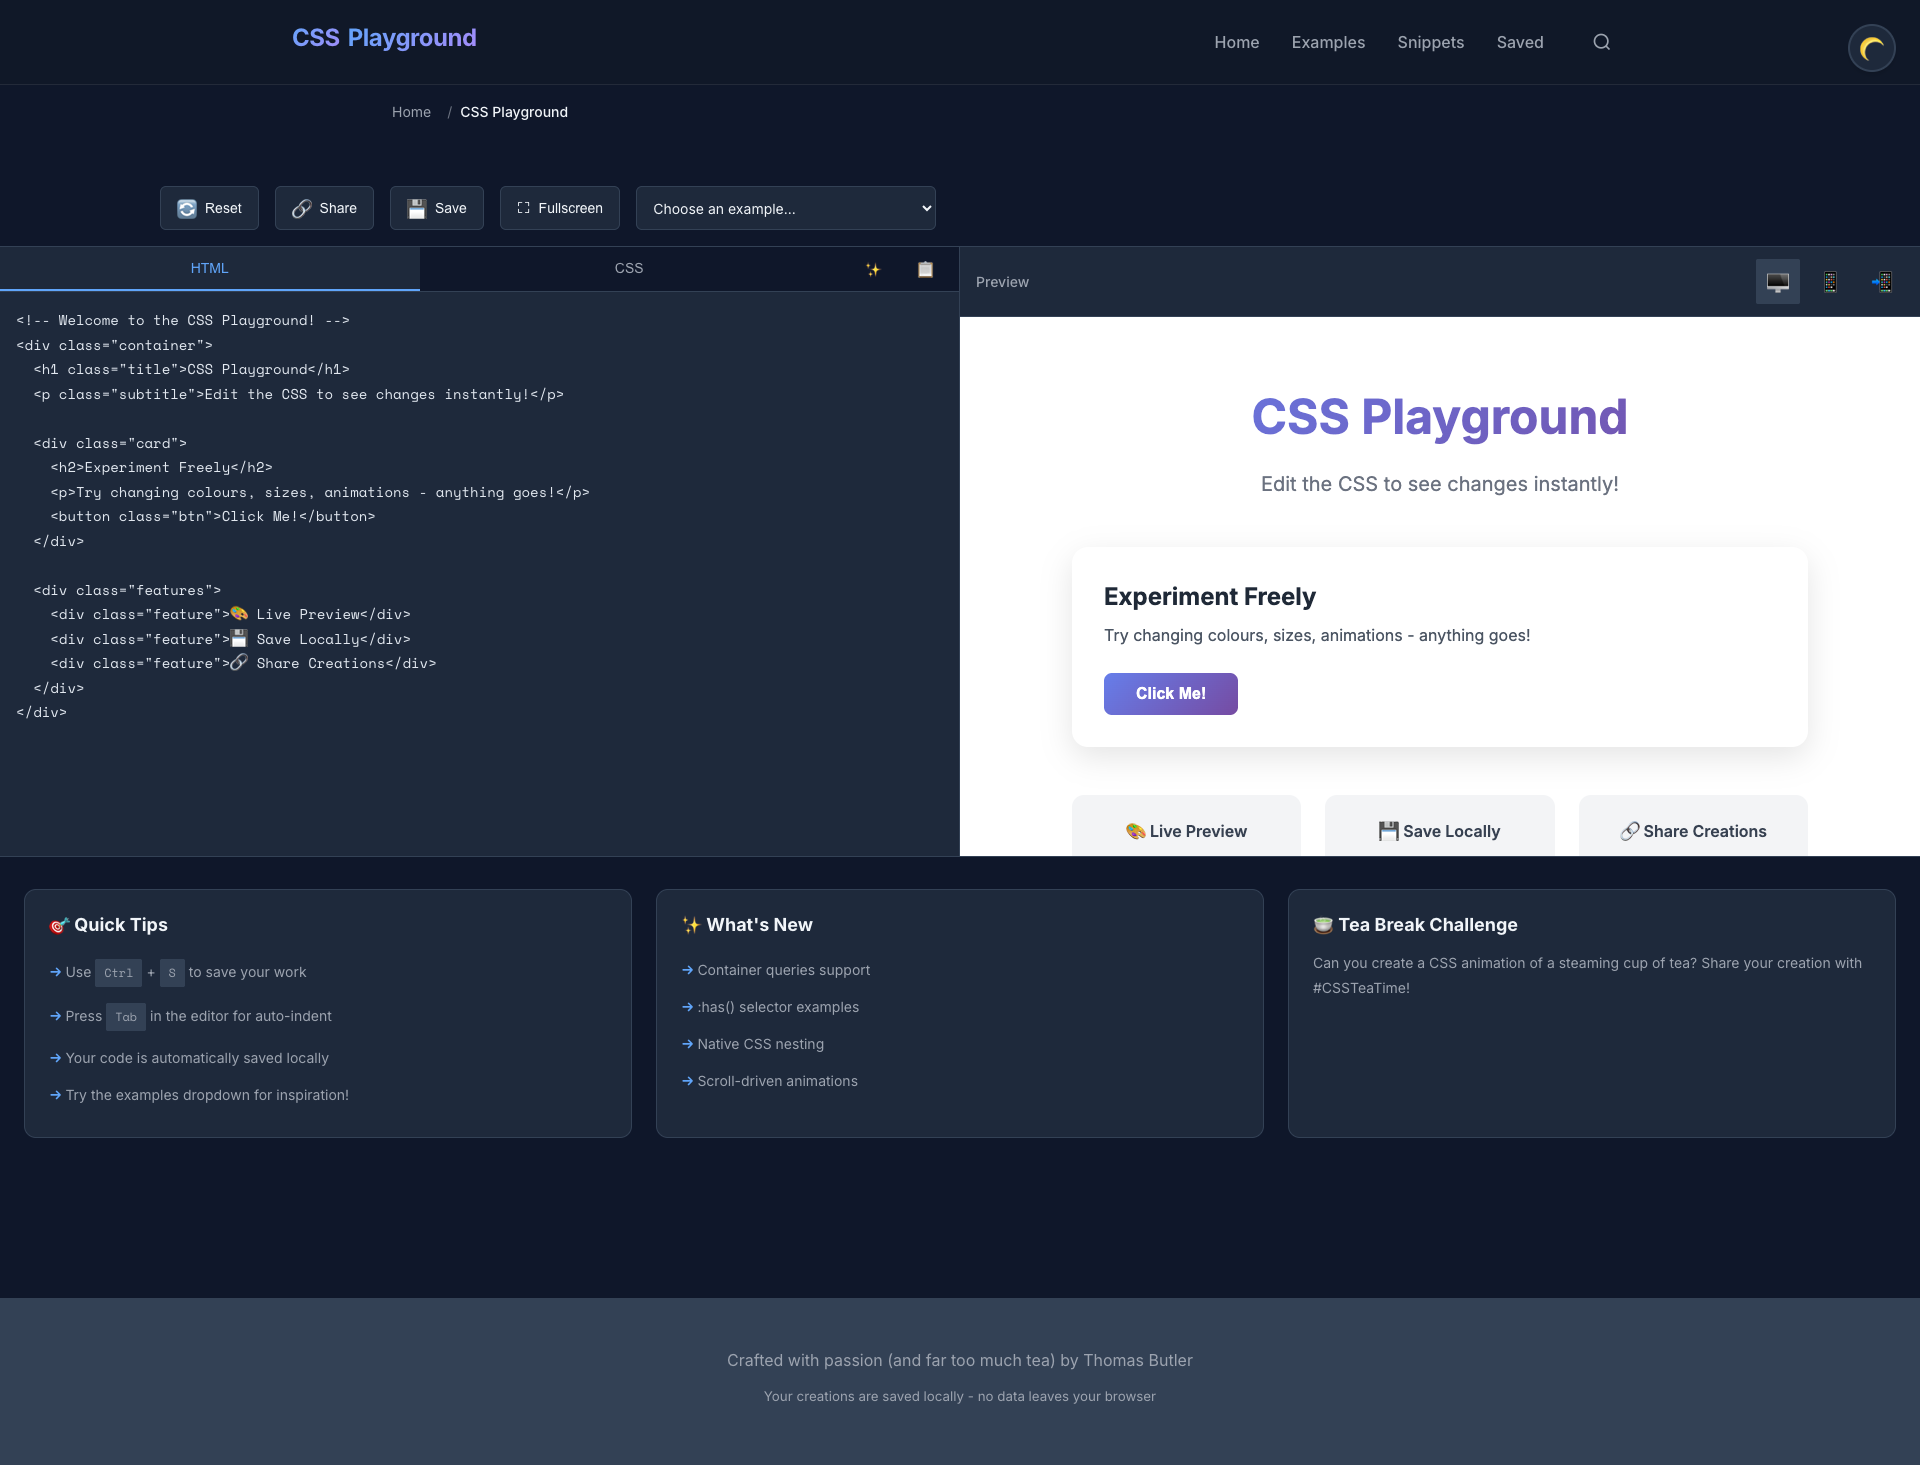 CSS Playground
Home Examples Snippets Saved
Home / CSS Playground
Reset Share Save Fullscreen Choose an example...
HTML CSS
<!-- Welcome to the CSS Playground! -->
<div class="container">
  <h1 class="title">CSS Playground</h1>
  <p class="subtitle">Edit the CSS to see changes instantly!</p>
  <div class="card">
    <h2>Experiment Freely</h2>
    <p>Try changing colours, sizes, animations - anything goes!</p>
    <button class="btn">Click Me!</button>
  </div>
  <div class="features">
    <div class="feature">🎨 Live Preview</div>
    <div class="feature">💾 Save Locally</div>
    <div class="feature">🔗 Share Creations</div>
  </div>
</div>
Preview
CSS Playground
Edit the CSS to see changes instantly!
Experiment Freely
Try changing colours, sizes, animations - anything goes!
Click Me!
🎨 Live Preview 💾 Save Locally 🔗 Share Creations
🎯 Quick Tips
→ Use Ctrl + S to save your work
→ Press Tab in the editor for auto-indent
→ Your code is automatically saved locally
→ Try the examples dropdown for inspiration!
✨ What's New
→ Container queries support
→ :has() selector examples
→ Native CSS nesting
→ Scroll-driven animations
🍵 Tea Break Challenge
Can you create a CSS animation of a steaming cup of tea? Share your creation with
#CSSTeaTime!
Crafted with passion (and far too much tea) by Thomas Butler
Your creations are saved locally - no data leaves your browser